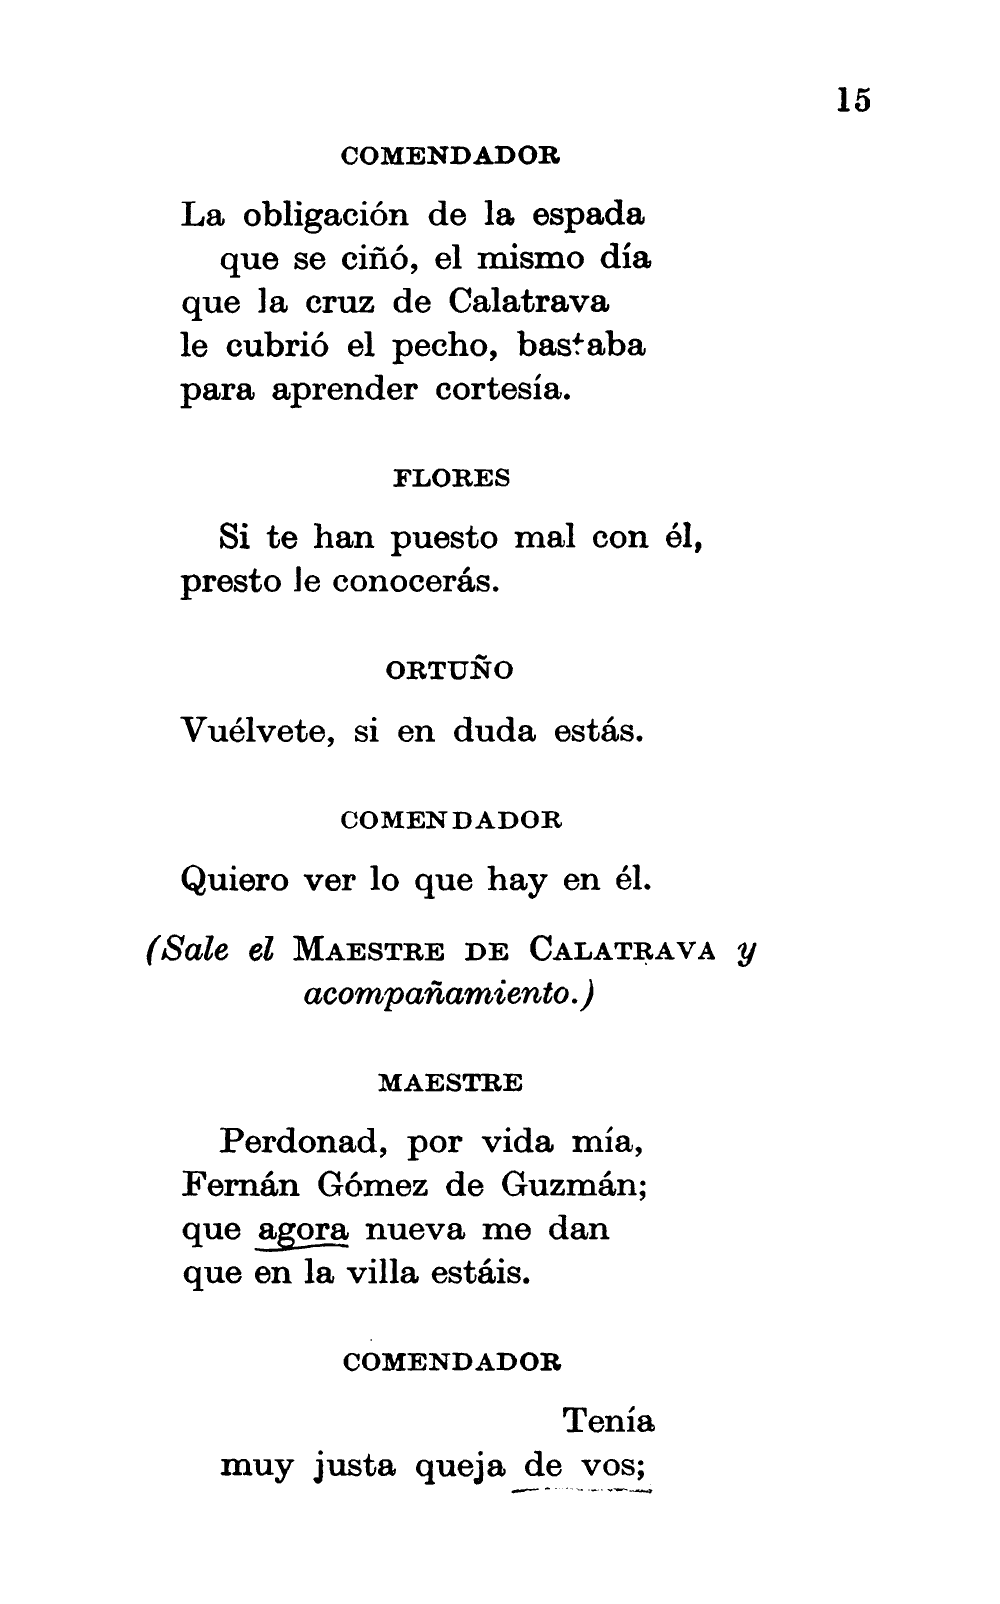 15
COMENDADOR
La obligación de la espada
que se ciñó, el mismo día
que la cruz de Calatrava
le cubrió el pecho, bastaba
para aprender cortesía.
FLORES
Si te han puesto mal con él,
presto le conocerás.
ORTUÑO
Vuélvete, si en duda estás.
COMENDADOR
Quiero ver lo que hay en él.
(Sale el MAESTRE DE CALATRAVA y
acompañamiento.)
MAESTRE
Perdonad, por vida mía,
Fernán Gómez de Guzmán;
que agora nueva me dan
que en la villa estáis.
COMENDADOR
Tenía
muy justa queja de vos;